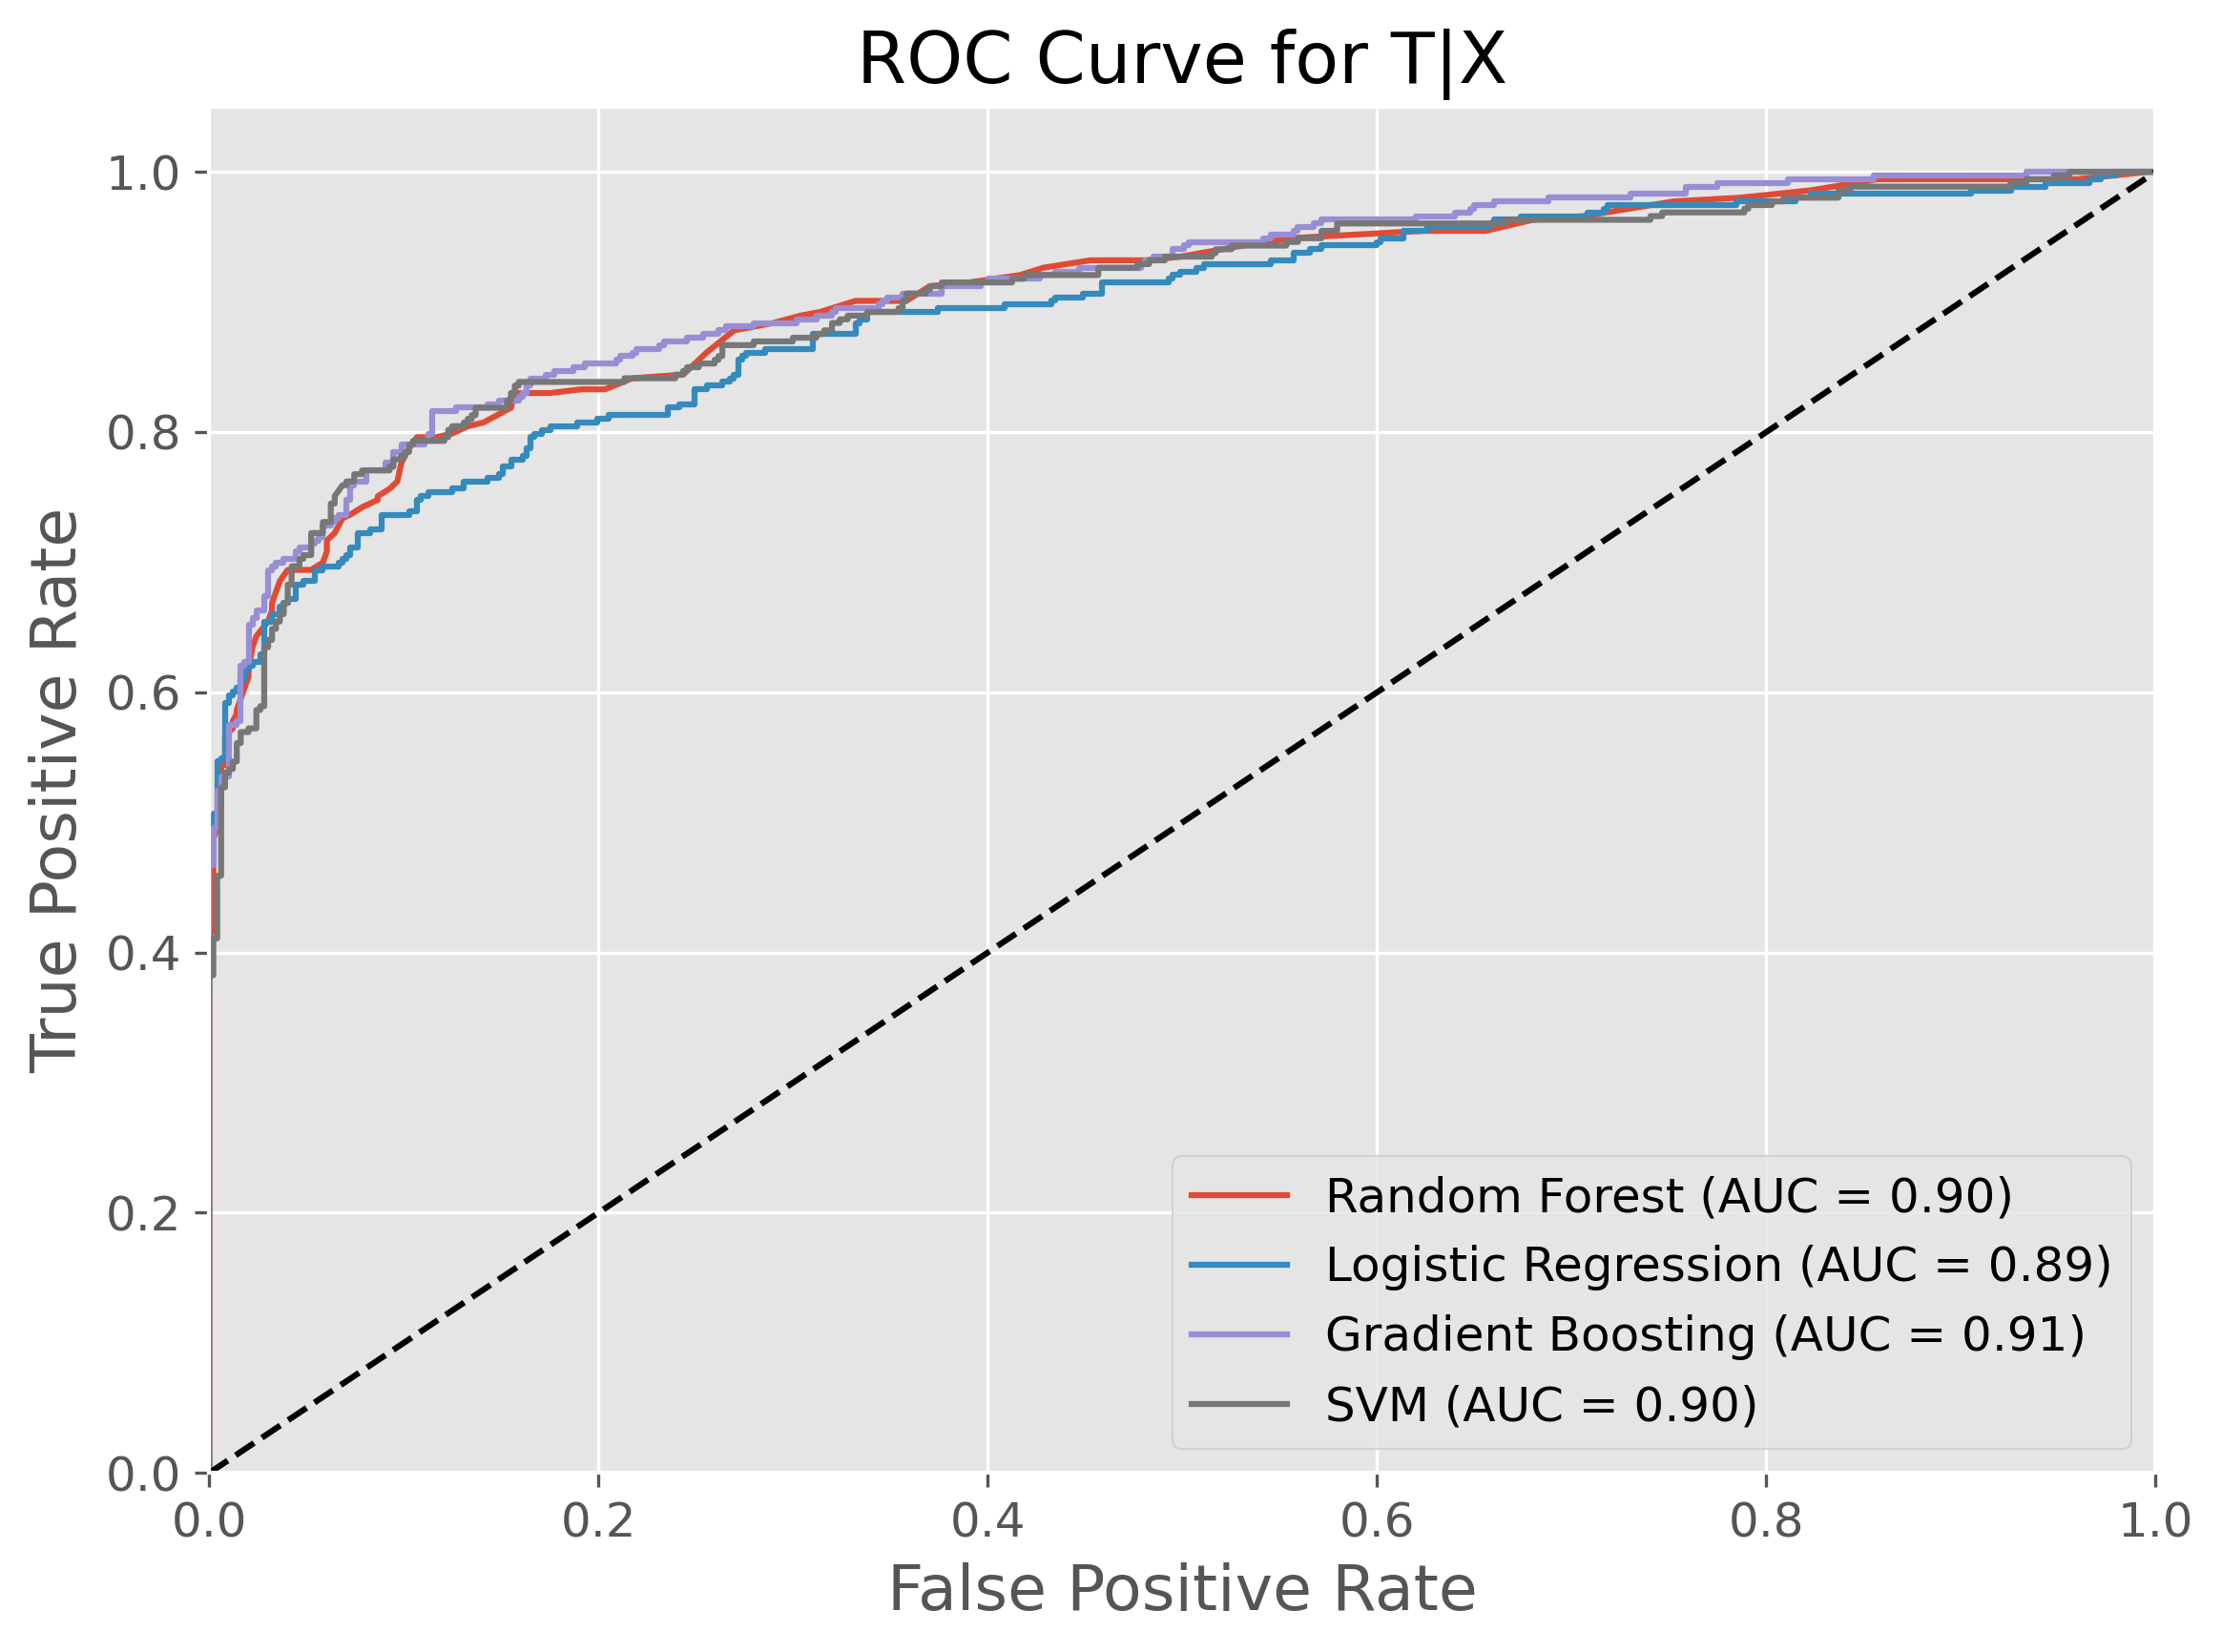 ROC Curve for T|X
True Positive Rate
1.0
0.8
0.6
0.4
0.2
0.0
Random Forest (AUC = 0.90)
Logistic Regression (AUC = 0.89)
Gradient Boosting (AUC = 0.91)
SVM (AUC = 0.90)
0.0 0.2 0.4 0.6 0.8 1.0
False Positive Rate